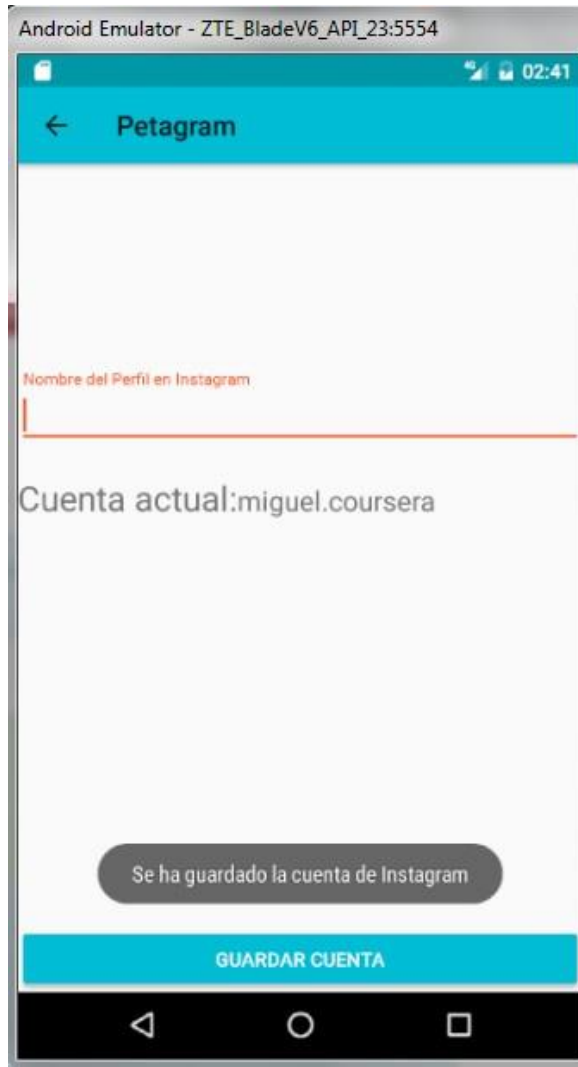 Android Emulator - ZTE_BladeV6_API_23:5554
4G 02:41
Petagram
Nombre del Perfil en Instagram
Cuenta actual:miguel.coursera
Se ha guardado la cuenta de Instagram
GUARDAR CUENTA